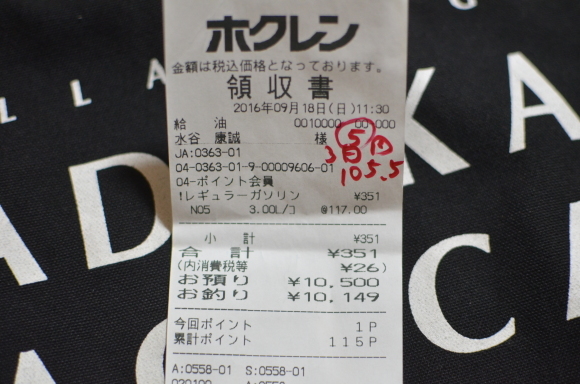 ホクレン
金額は税込価格となっております。
領収書
2016年09月18日(日)11:30
給油 0010000 00-000
水谷 康誠 様
JA:0363-01
04-0363-01-9-00009606-01
04-ポイント会員
5日
3日
105.5
!レギュラーガソリン ¥351
N05 3.00L/コ @117.00
小計 ¥351
合計 ¥351
(内消費税等 ¥26)
お預り ¥10,500
お釣り ¥10,149
今回ポイント 1P
累計ポイント 115P
A:0558-01 S:0558-01